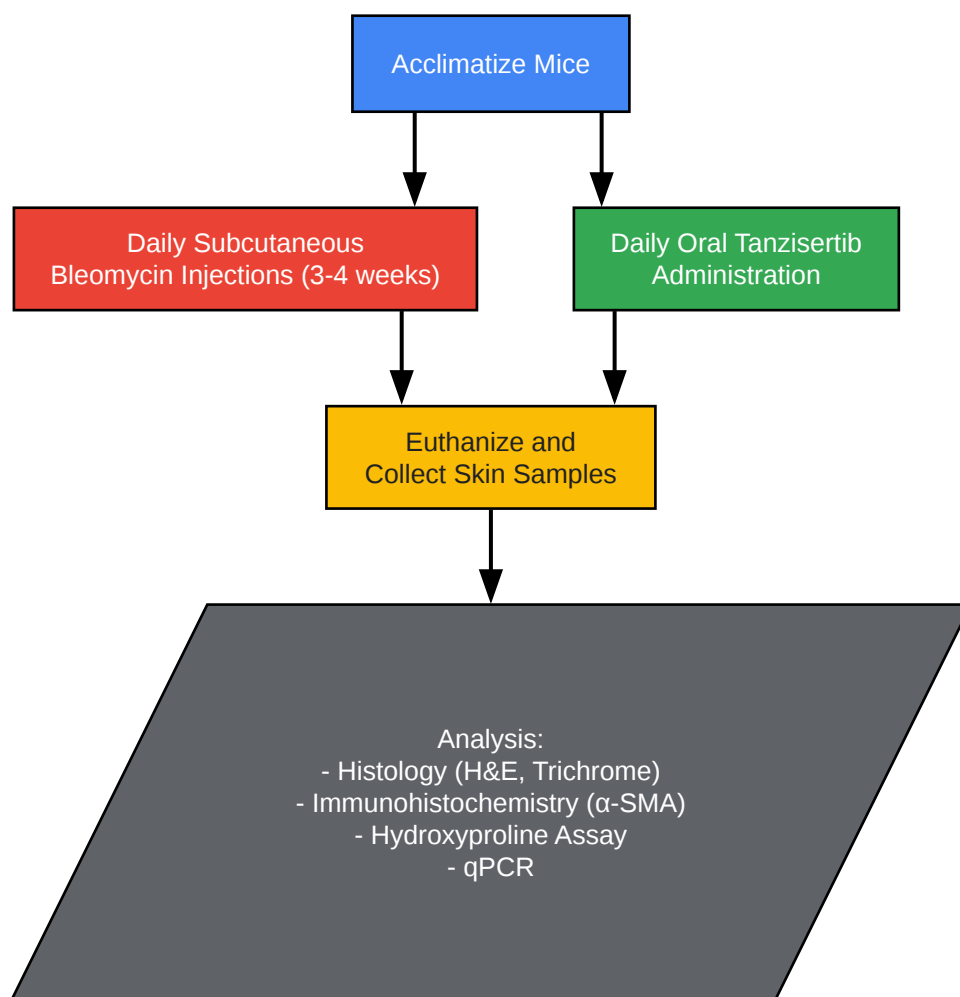 Acclimatize Mice
Daily Subcutaneous
Bleomycin Injections (3-4 weeks)
Daily Oral Tanzisertib
Administration
Euthanize and
Collect Skin Samples
Analysis:
- Histology (H&E, Trichrome)
- Immunohistochemistry (α-SMA)
- Hydroxyproline Assay
- qPCR